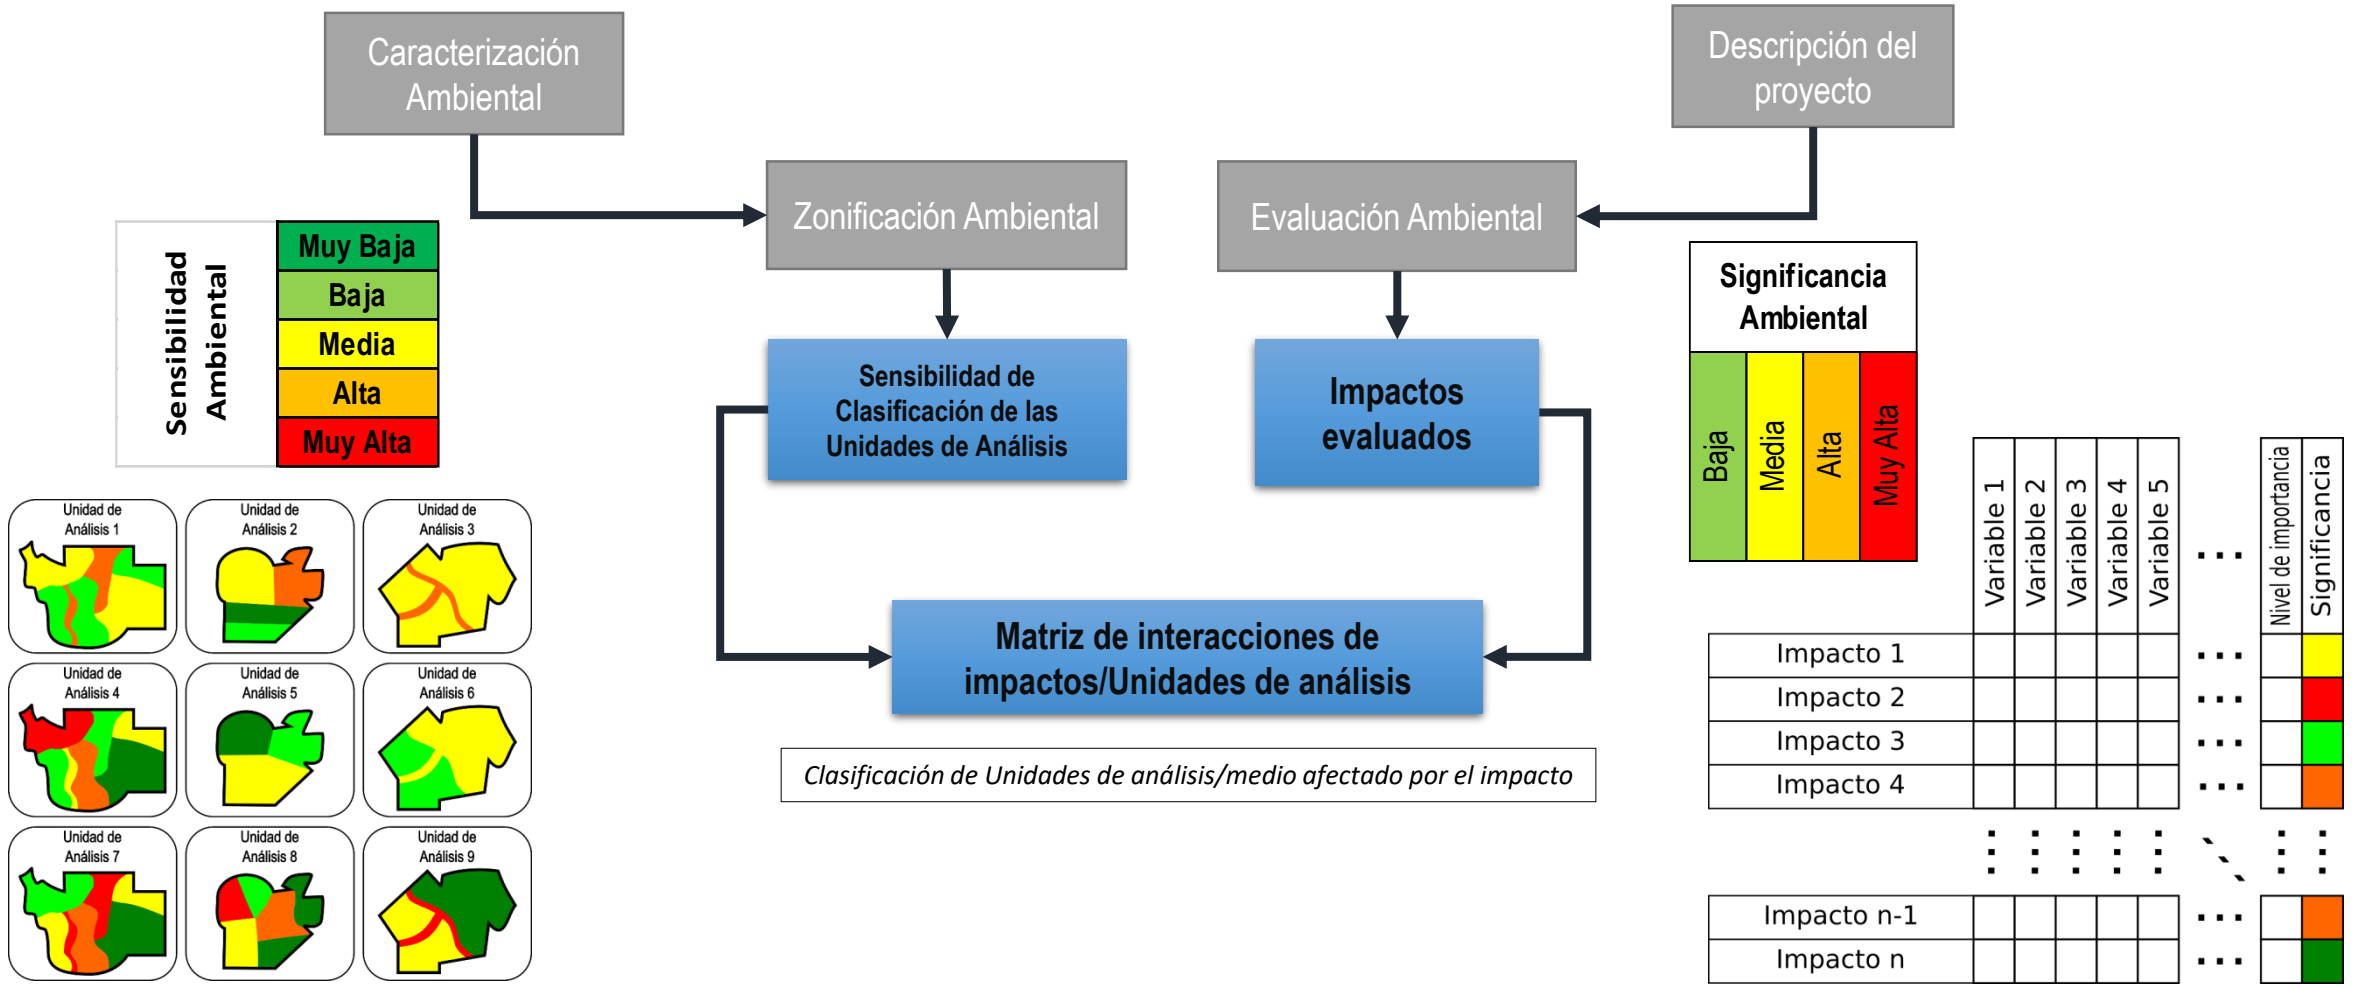 Caracterización
Ambiental
Descripción del
proyecto
Zonificación Ambiental
Evaluación Ambiental
Sensibilidad
Ambiental
Muy Baja
Baja
Media
Alta
Muy Alta
Significancia
Ambiental
Baja
Media
Alta
Muy Alta
Sensibilidad de
Clasificación de las
Unidades de Análisis
Impactos
evaluados
Matriz de interacciones de
impactos/Unidades de análisis
Clasificación de Unidades de análisis/medio afectado por el impacto
Unidad de
Análisis 1
Unidad de
Análisis 2
Unidad de
Análisis 3
Unidad de
Análisis 4
Unidad de
Análisis 5
Unidad de
Análisis 6
Unidad de
Análisis 7
Unidad de
Análisis 8
Unidad de
Análisis 9
Variable 1
Variable 2
Variable 3
Variable 4
Variable 5
...
Nivel de importancia
Significancia
Impacto 1
...
Impacto 2
...
Impacto 3
...
Impacto 4
...
Impacto n-1
...
Impacto n
...